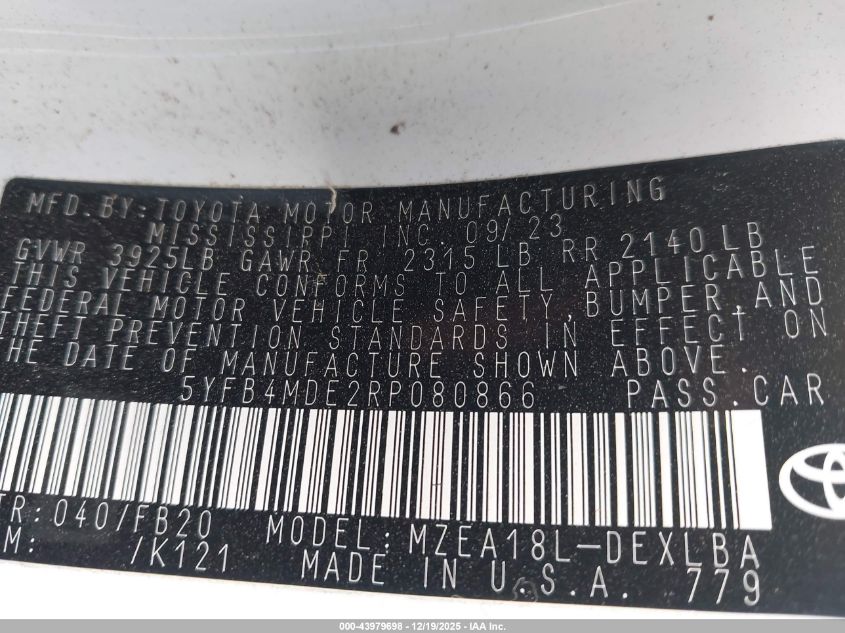 MFD. BY: TOYOTA MOTOR MANUFACTURING
MISSISSIPPI INC. 09/23
GVWR 3925LB GAWR FR 2315 LB RR 2140 LB
THIS VEHICLE CONFORMS TO ALL APPLICABLE
FEDERAL MOTOR VEHICLE SAFETY, BUMPER, AND
THEFT PREVENTION STANDARDS IN EFFECT ON
HE DATE OF MANUFACTURE SHOWN ABOVE.
5YFB4MDE2RP080866 PASS. CAR
TR: 040/FB20 MODEL: MZEA18L-DEXLBA
M: /K121 MADE IN U.S.A. 779
000-43979698 - 12/19/2025 - IAA Inc.